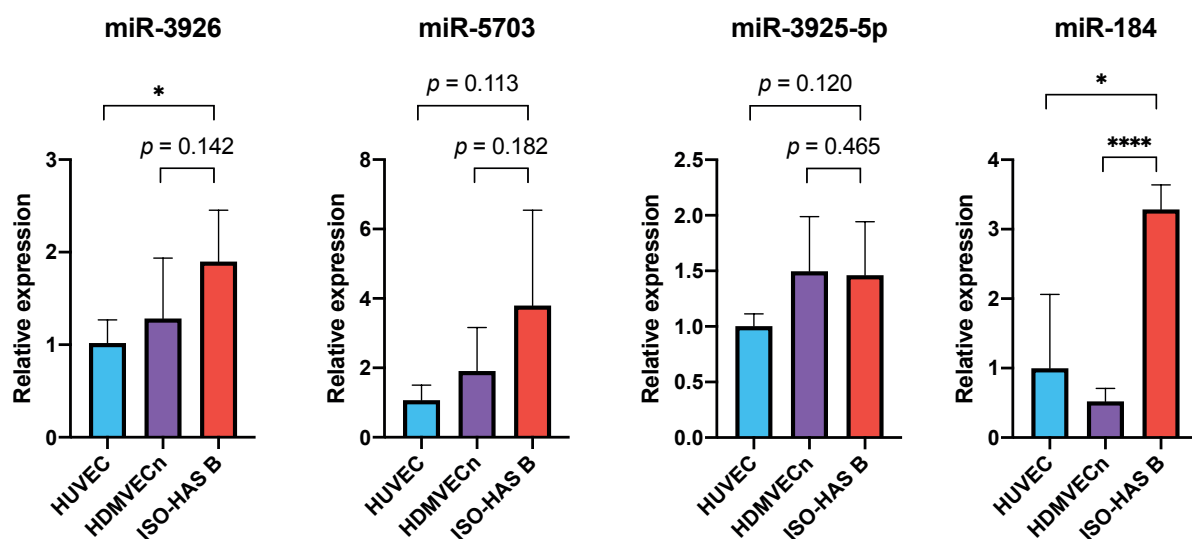 miR-3926
*
p = 0.142
Relative expression
3
2
1
0
HUVEC
HDMVECn
ISO-HAS B
miR-5703
p = 0.113
p = 0.182
Relative expression
8
6
4
2
0
HUVEC
HDMVECn
ISO-HAS B
miR-3925-5p
p = 0.120
p = 0.465
Relative expression
2.5
2.0
1.5
1.0
0.5
0.0
HUVEC
HDMVECn
ISO-HAS B
miR-184
*
****
Relative expression
4
3
2
1
0
HUVEC
HDMVECn
ISO-HAS B